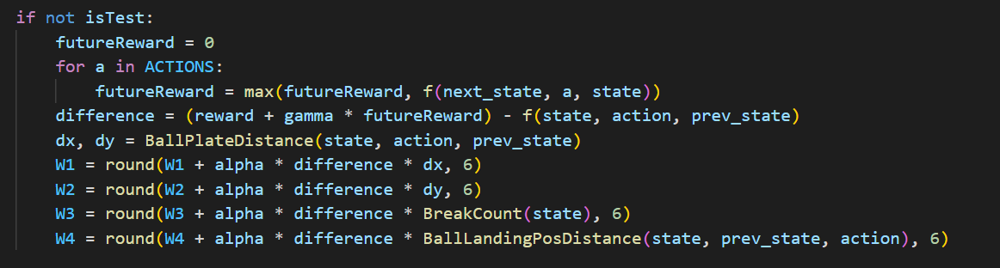 if not isTest:
    futureReward = 0
    for a in ACTIONS:
        futureReward = max(futureReward, f(next_state, a, state))
    difference = (reward + gamma * futureReward) - f(state, action, prev_state)
    dx, dy = BallPlateDistance(state, action, prev_state)
    W1 = round(W1 + alpha * difference * dx, 6)
    W2 = round(W2 + alpha * difference * dy, 6)
    W3 = round(W3 + alpha * difference * BreakCount(state), 6)
    W4 = round(W4 + alpha * difference * BallLandingPosDistance(state, prev_state, action), 6)